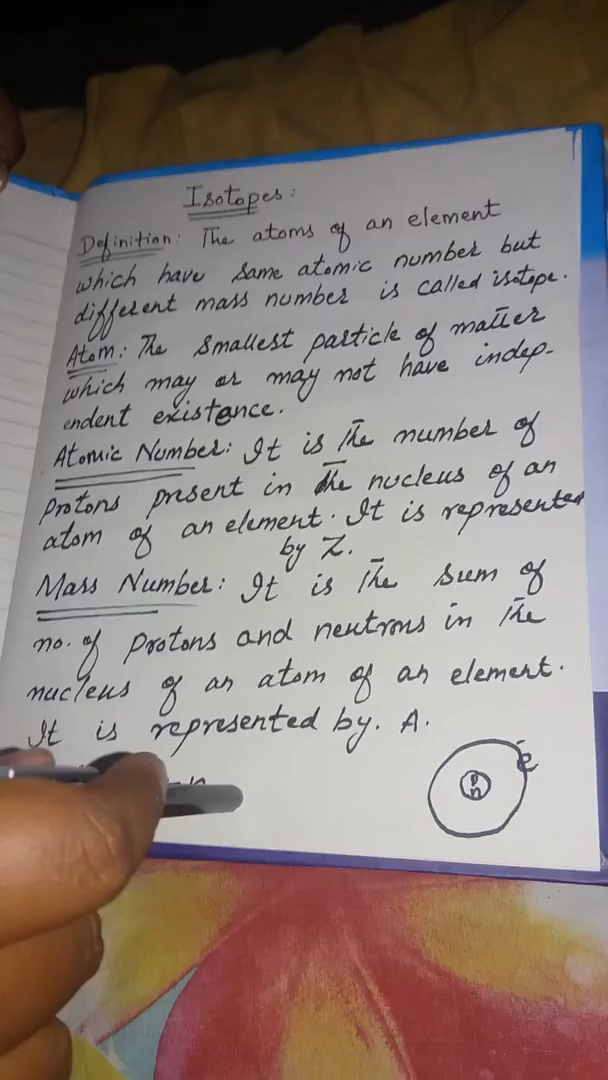 Isotopes:
Definition: The atoms of an element
which have same atomic number but
different mass number is called isotope.
Atom: The smallest particle of matter
which may or may not have indep-
endent existence.
Atomic Number: It is the number of
protons present in the nucleus of an
atom of an element. It is represented
by Z.
Mass Number: It is the sum of
no. of protons and neutrons in the
nucleus of an atom of an element.
It is represented by. A.
e
p
n